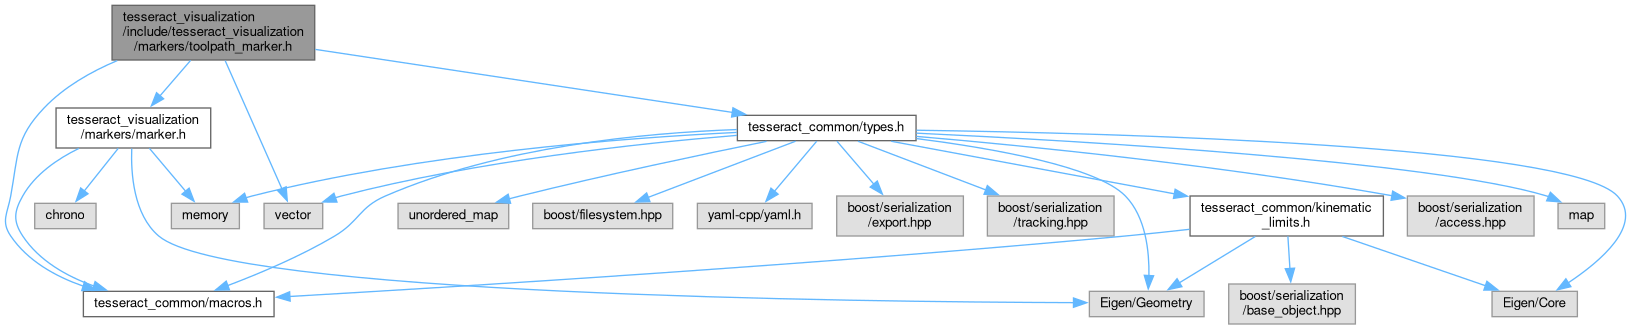 tesseract_visualization
/include/tesseract_visualization
/markers/toolpath_marker.h
tesseract_visualization
/markers/marker.h
tesseract_common/types.h
chrono
memory
vector
unordered_map
boost/filesystem.hpp
yaml-cpp/yaml.h
boost/serialization
/export.hpp
boost/serialization
/tracking.hpp
tesseract_common/kinematic
_limits.h
boost/serialization
/access.hpp
map
tesseract_common/macros.h
Eigen/Geometry
boost/serialization
/base_object.hpp
Eigen/Core